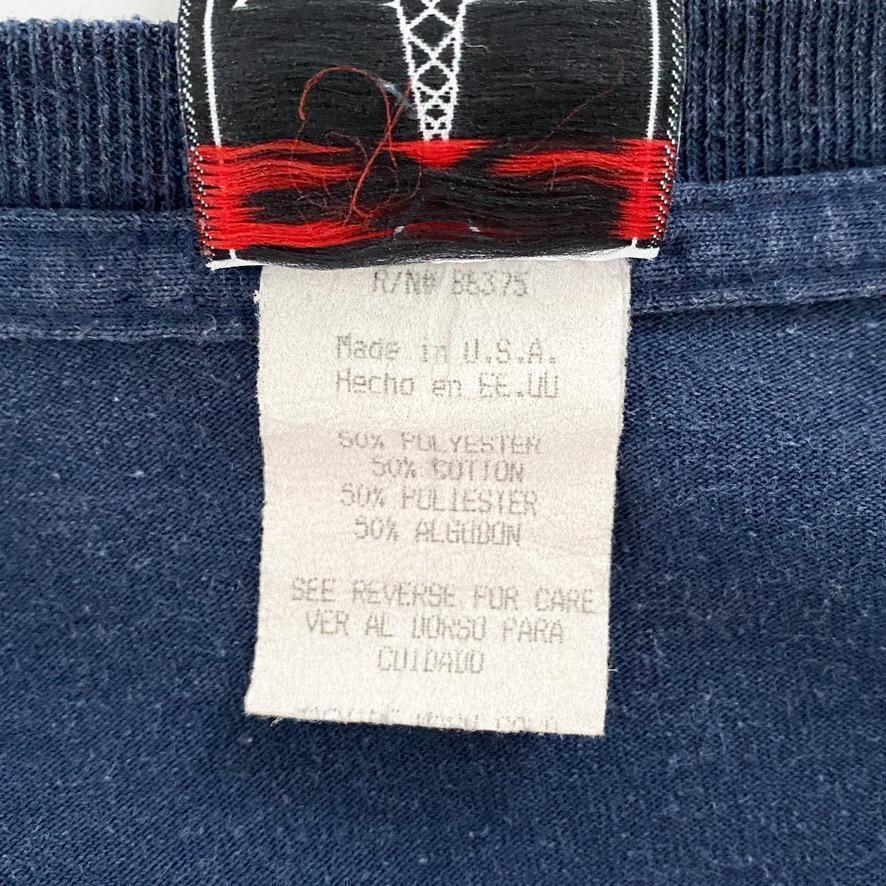 R/N# 86375
Made in U.S.A.
Hecho en EE.UU
50% POLYESTER
50% COTTON
50% POLIESTER
50% ALGODON
SEE REVERSE FOR CARE
VER AL DORSO PARA
CUIDADO